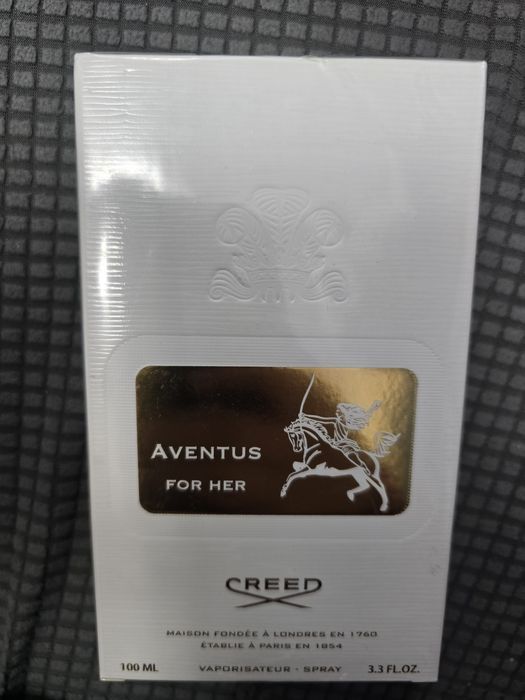 AVENTUS
FOR HER
CREED
MAISON FONDÉE À LONDRES EN 1760
ÉTABLIE À PARIS EN 1854
100 ML VAPORISATEUR - SPRAY 3.3 FL.OZ.